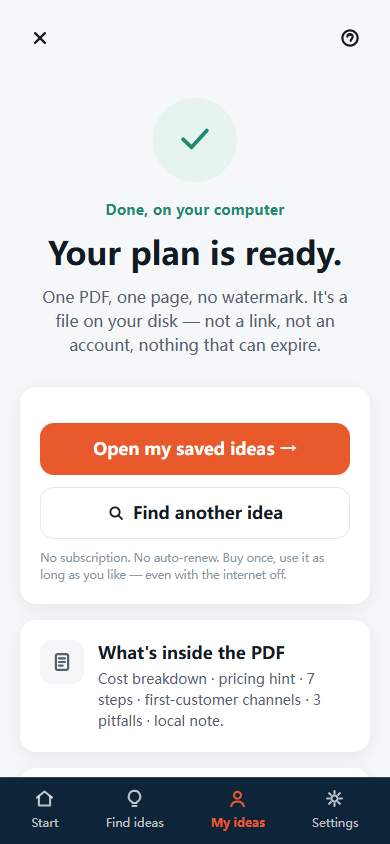 Done, on your computer
Your plan is ready.
One PDF, one page, no watermark. It's a
file on your disk — not a link, not an
account, nothing that can expire.
Open my saved ideas →
Find another idea
No subscription. No auto-renew. Buy once, use it as
long as you like — even with the internet off.
What's inside the PDF
Cost breakdown · pricing hint · 7
steps · first-customer channels · 3
pitfalls · local note.
Start
Find ideas
My ideas
Settings